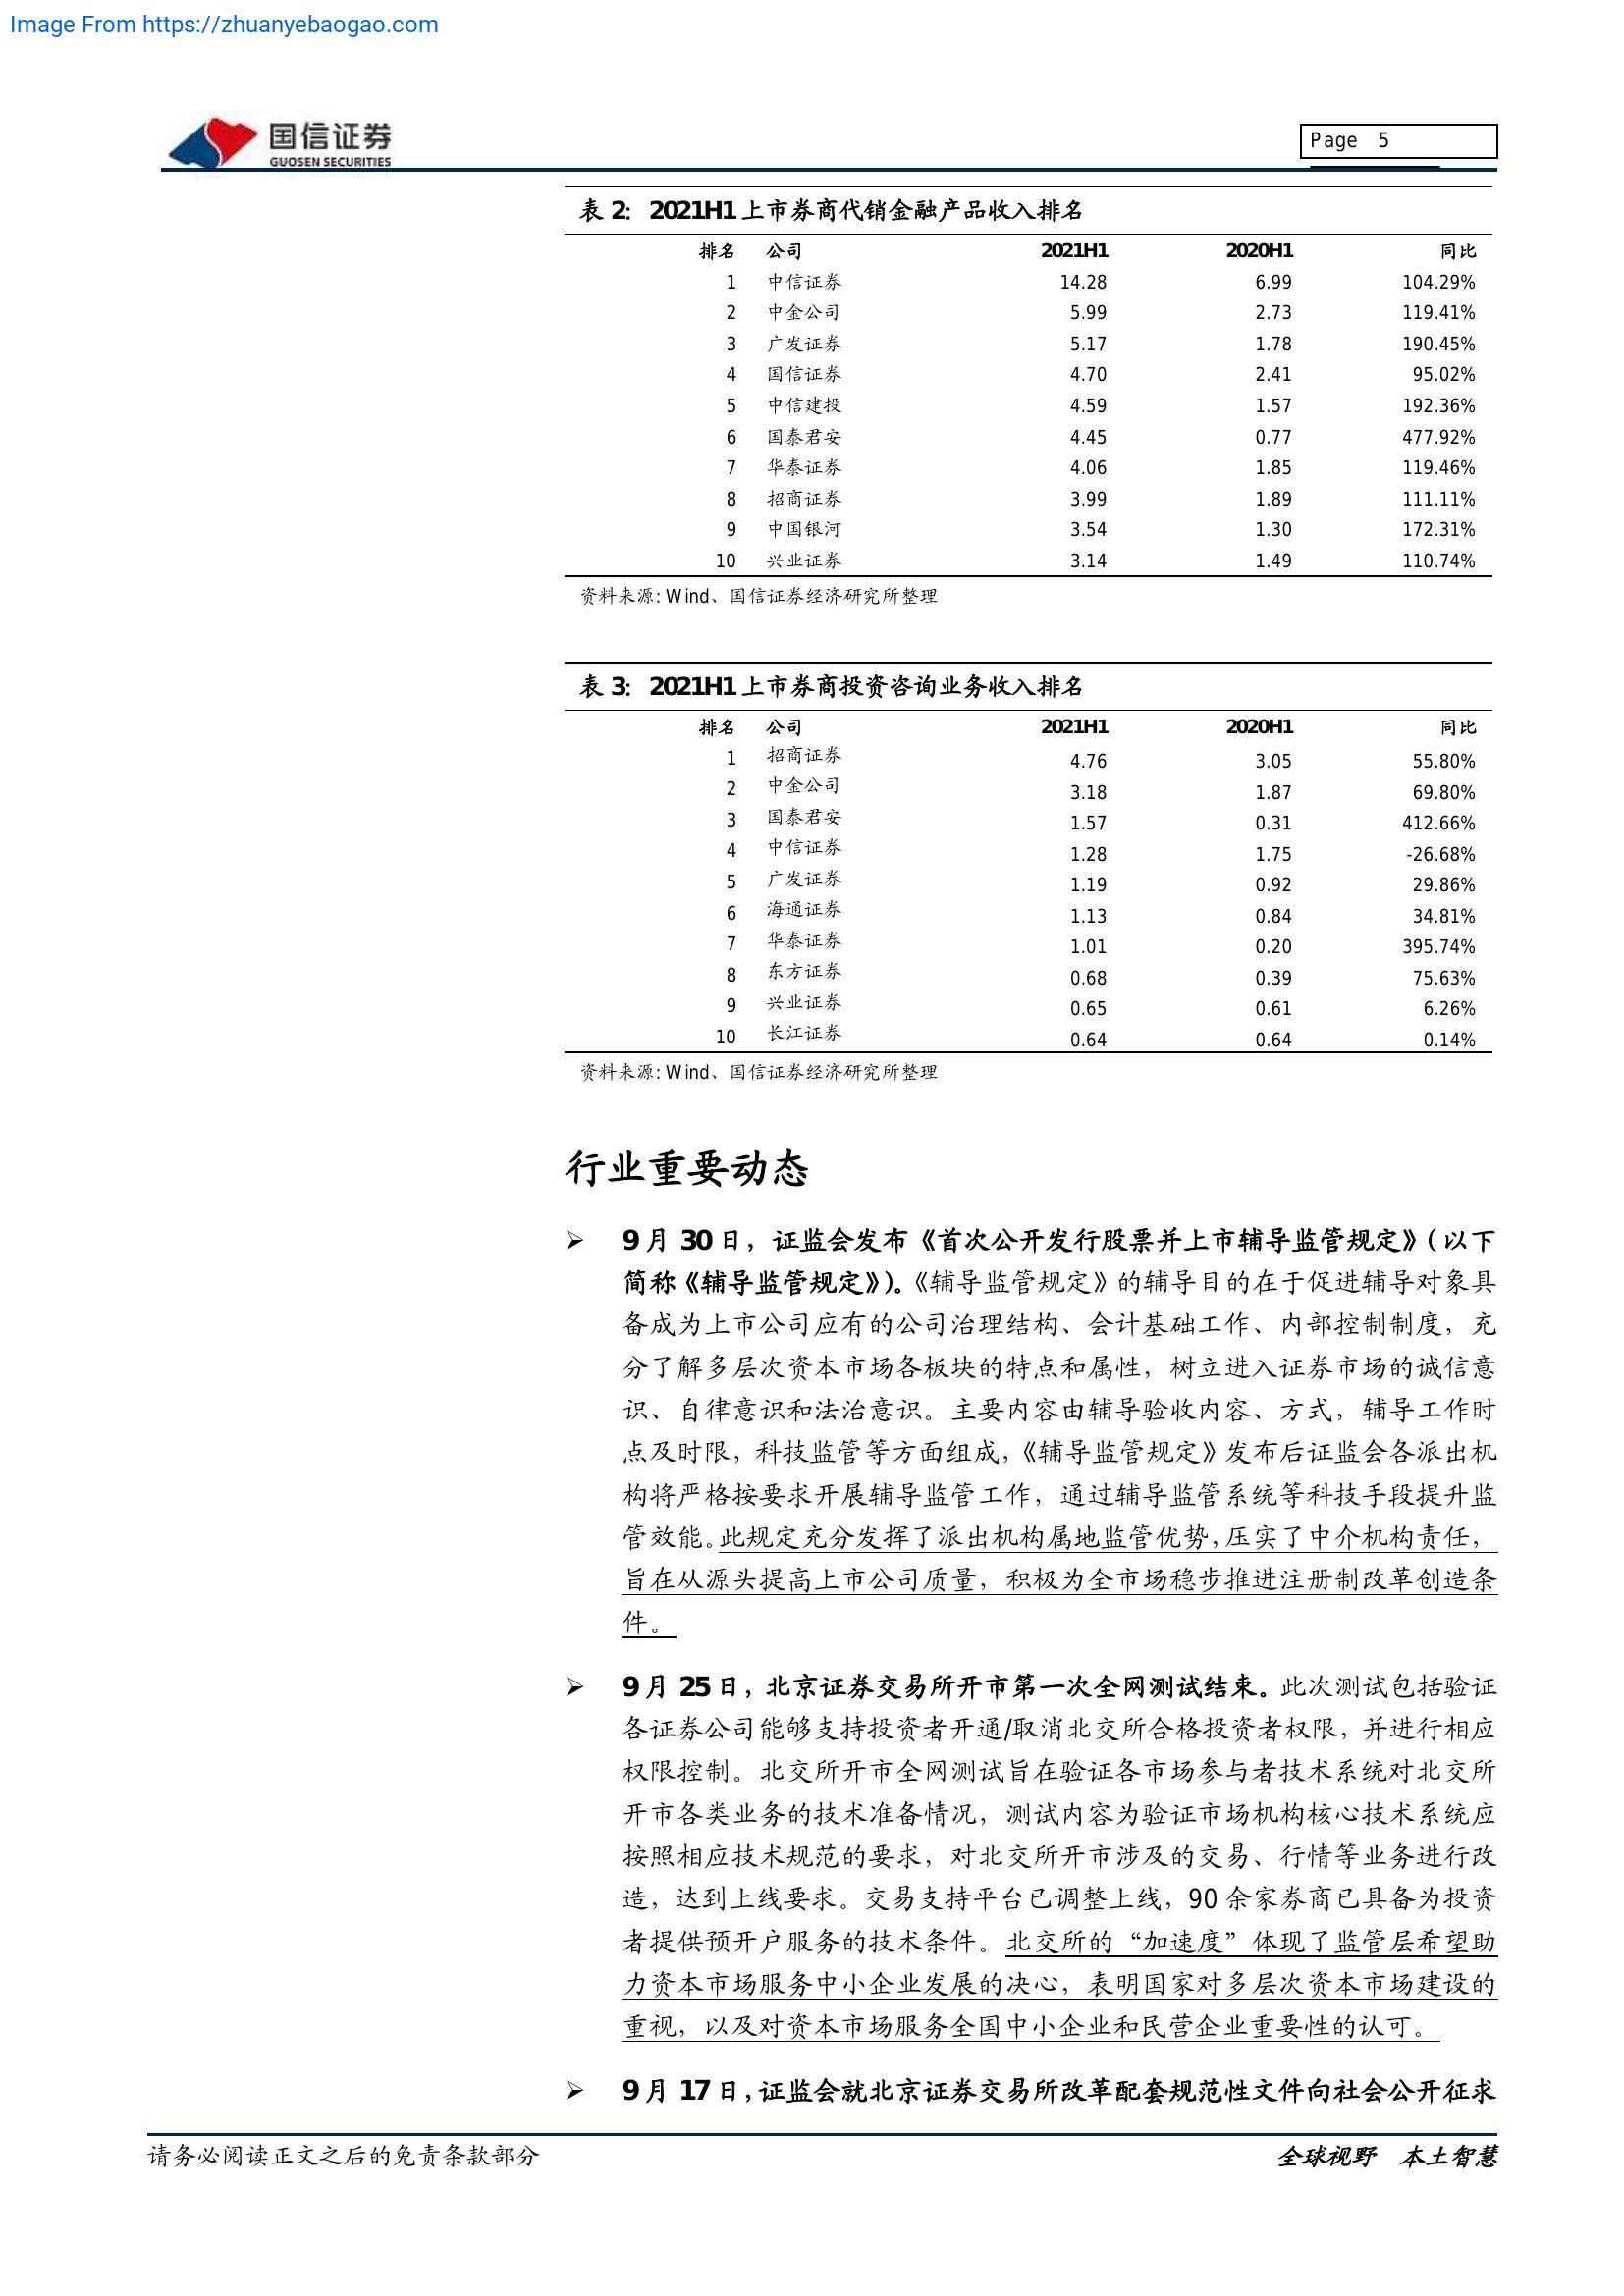 Image From https://zhuanyebaogao.com
国信证券
GUOSEN SECURITIES
Page 5
表 2: 2021H1 上市券商代销金融产品收入排名
排名 公司 2021H1 2020H1 同比
1 中信证券 14.28 6.99 104.29%
2 中金公司 5.99 2.73 119.41%
3 广发证券 5.17 1.78 190.45%
4 国信证券 4.70 2.41 95.02%
5 中信建投 4.59 1.57 192.36%
6 国泰君安 4.45 0.77 477.92%
7 华泰证券 4.06 1.85 119.46%
8 招商证券 3.99 1.89 111.11%
9 中国银河 3.54 1.30 172.31%
10 兴业证券 3.14 1.49 110.74%
资料来源: Wind、国信证券经济研究所整理
表 3: 2021H1 上市券商投资咨询业务收入排名
排名 公司 2021H1 2020H1 同比
1 招商证券 4.76 3.05 55.80%
2 中金公司 3.18 1.87 69.80%
3 国泰君安 1.57 0.31 412.66%
4 中信证券 1.28 1.75 -26.68%
5 广发证券 1.19 0.92 29.86%
6 海通证券 1.13 0.84 34.81%
7 华泰证券 1.01 0.20 395.74%
8 东方证券 0.68 0.39 75.63%
9 兴业证券 0.65 0.61 6.26%
10 长江证券 0.64 0.64 0.14%
资料来源: Wind、国信证券经济研究所整理
行业重要动态
➢ 9 月 30 日，证监会发布《首次公开发行股票并上市辅导监管规定》（以下
简称《辅导监管规定》）。《辅导监管规定》的辅导目的在于促进辅导对象具
备成为上市公司应有的公司治理结构、会计基础工作、内部控制制度，充
分了解多层次资本市场各板块的特点和属性，树立进入证券市场的诚信意
识、自律意识和法治意识。主要内容由辅导验收内容、方式，辅导工作时
点及时限，科技监管等方面组成，《辅导监管规定》发布后证监会各派出机
构将严格按要求开展辅导监管工作，通过辅导监管系统等科技手段提升监
管效能。此规定充分发挥了派出机构属地监管优势，压实了中介机构责任，
旨在从源头提高上市公司质量，积极为全市场稳步推进注册制改革创造条
件。
➢ 9 月 25 日，北京证券交易所开市第一次全网测试结束。此次测试包括验证
各证券公司能够支持投资者开通/取消北交所合格投资者权限，并进行相应
权限控制。北交所开市全网测试旨在验证各市场参与者技术系统对北交所
开市各类业务的技术准备情况，测试内容为验证市场机构核心技术系统应
按照相应技术规范的要求，对北交所开市涉及的交易、行情等业务进行改
造，达到上线要求。交易支持平台已调整上线，90 余家券商已具备为投资
者提供预开户服务的技术条件。北交所的“加速度”体现了监管层希望助
力资本市场服务中小企业发展的决心，表明国家对多层次资本市场建设的
重视，以及对资本市场服务全国中小企业和民营企业重要性的认可。
➢ 9 月 17 日，证监会就北京证券交易所改革配套规范性文件向社会公开征求
请务必阅读正文之后的免责条款部分
全球视野 本土智慧